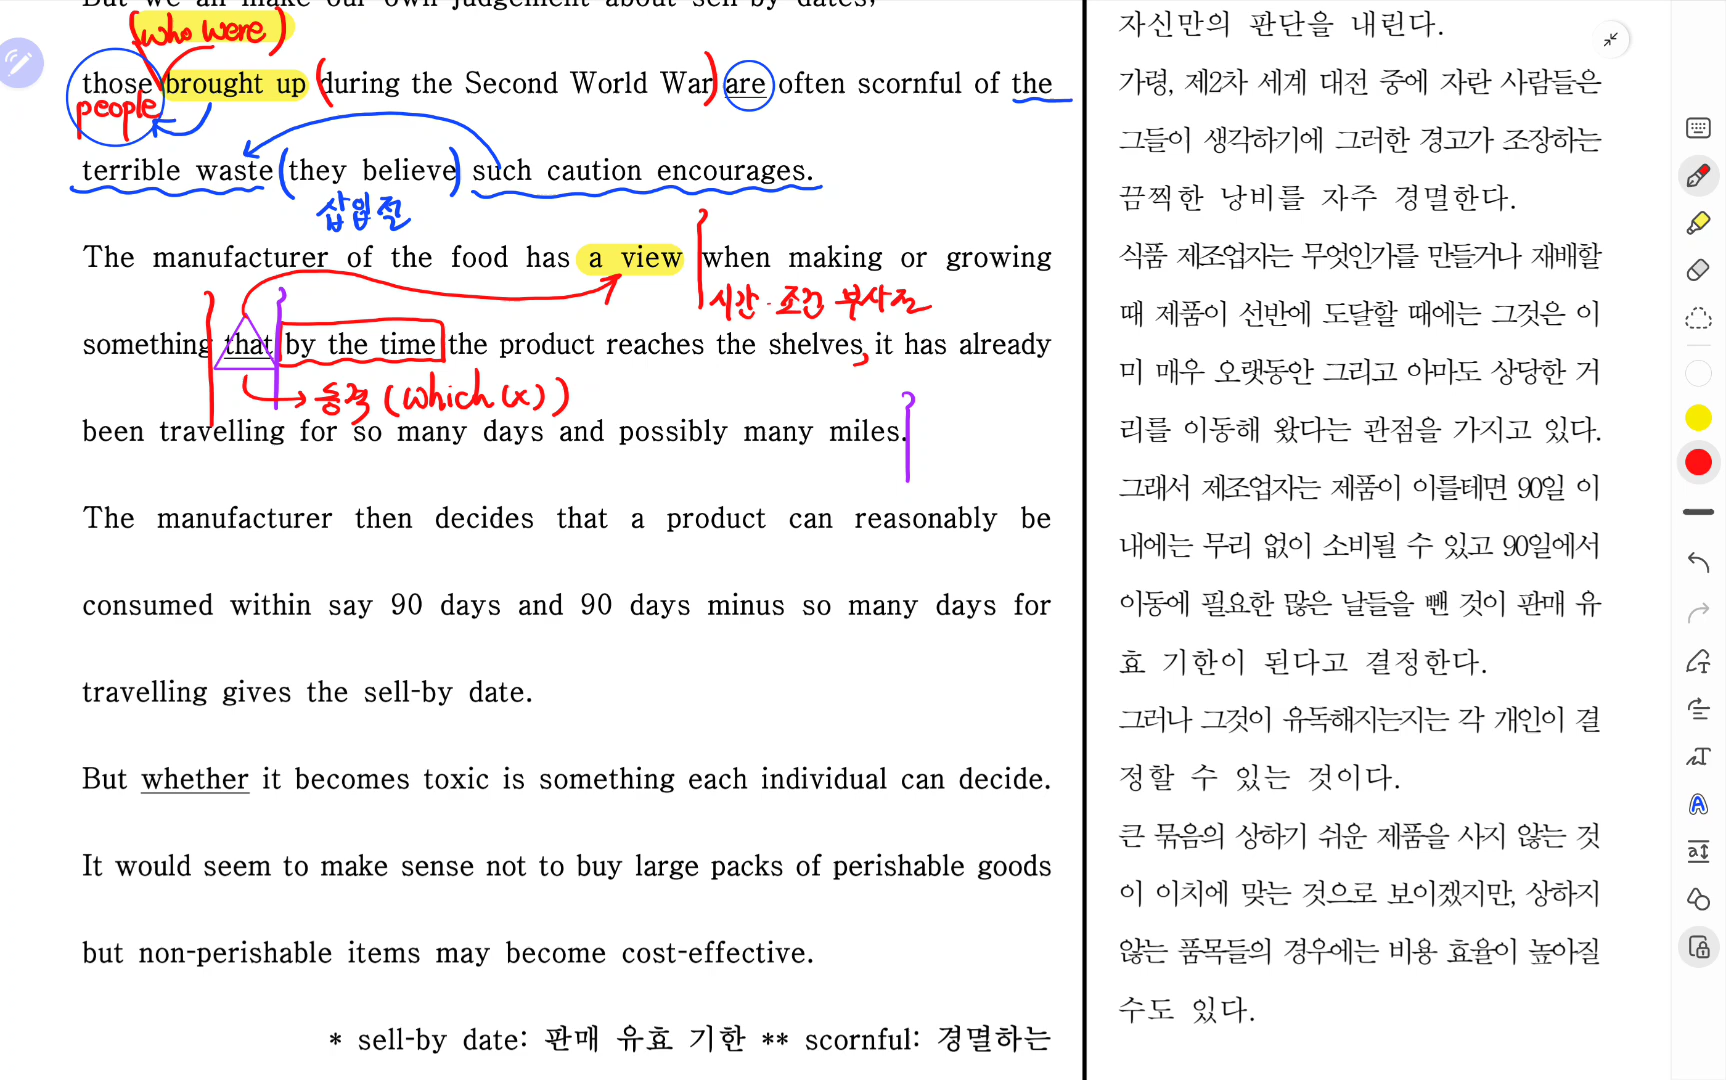 But we all make our own judgement about sell-by dates;
(who were)
those brought up (during the Second World War) are often scornful of the
people
terrible waste (they believe) such caution encourages.
삽입절
The manufacturer of the food has a view when making or growing
시간·조건 부사절
something that by the time the product reaches the shelves, it has already
→ 동격 (which(x))
been travelling for so many days and possibly many miles.
The manufacturer then decides that a product can reasonably be
consumed within say 90 days and 90 days minus so many days for
travelling gives the sell-by date.
But whether it becomes toxic is something each individual can decide.
It would seem to make sense not to buy large packs of perishable goods
but non-perishable items may become cost-effective.
* sell-by date: 판매 유효 기한 ** scornful: 경멸하는
자신만의 판단을 내린다.
가령, 제2차 세계 대전 중에 자란 사람들은
그들이 생각하기에 그러한 경고가 조장하는
끔찍한 낭비를 자주 경멸한다.
식품 제조업자는 무엇인가를 만들거나 재배할
때 제품이 선반에 도달할 때에는 그것은 이
미 매우 오랫동안 그리고 아마도 상당한 거
리를 이동해 왔다는 관점을 가지고 있다.
그래서 제조업자는 제품이 이를테면 90일 이
내에는 무리 없이 소비될 수 있고 90일에서
이동에 필요한 많은 날들을 뺀 것이 판매 유
효 기한이 된다고 결정한다.
그러나 그것이 유독해지는지는 각 개인이 결
정할 수 있는 것이다.
큰 묶음의 상하기 쉬운 제품을 사지 않는 것
이 이치에 맞는 것으로 보이겠지만, 상하지
않는 품목들의 경우에는 비용 효율이 높아질
수도 있다.